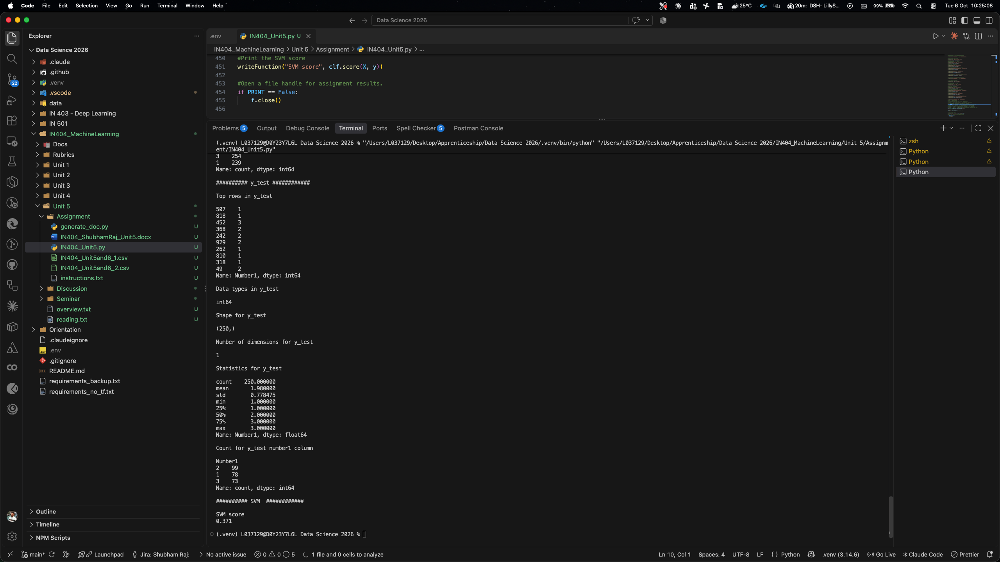 Code File Edit Selection View Go Run Terminal Window Help
25°C 20m: DSH- LillyS... 99% Tue 6 Oct 10:25:08
Data Science 2026
Explorer
Data Science 2026
.claude
.github
.venv
.vscode
data
IN 403 - Deep Learning
IN 501
IN404_MachineLearning
Docs
Rubrics
Unit 1
Unit 2
Unit 3
Unit 4
Unit 5
Assignment
generate_doc.py U
IN404_ShubhamRaj_Unit5.docx U
IN404_Unit5.py U
IN404_Unit5and6_1.csv U
IN404_Unit5and6_2.csv U
instructions.txt U
Discussion
Seminar
overview.txt U
reading.txt U
Orientation
.claudeignore
.env
.gitignore
README.md
requirements_backup.txt
requirements_no_tf.txt
Outline
Timeline
NPM Scripts
22
.env IN404_Unit5.py U
IN404_MachineLearning > Unit 5 > Assignment > IN404_Unit5.py > ...
450 #Print the SVM score
451 writeFunction("SVM score", clf.score(X, y))
452
453 #Open a file handle for assignment results.
454 if PRINT == False:
455 f.close()
456
Problems 5 Output Debug Console Terminal Ports Spell Checker 5 Postman Console
(.venv) L037129@D0Y23Y7L6L Data Science 2026 % "/Users/L037129/Desktop/Apprenticeship/Data Science 2026/.venv/bin/python" "/Users/L037129/Desktop/Apprenticeship/Data Science 2026/IN404_MachineLearning/Unit 5/Assignm
ent/IN404_Unit5.py"
3 254
1 239
Name: count, dtype: int64
########## y_test ############
Top rows in y_test
507 1
818 1
452 3
368 2
242 2
929 2
262 1
810 1
318 1
49 2
Name: Number1, dtype: int64
Data types in y_test
int64
Shape for y_test
(250,)
Number of dimensions for y_test
1
Statistics for y_test
count 250.000000
mean 1.980000
std 0.778475
min 1.000000
25% 1.000000
50% 2.000000
75% 3.000000
max 3.000000
Name: Number1, dtype: float64
Count for y_test number1 column
Number1
2 99
1 78
3 73
Name: count, dtype: int64
########## SVM ############
SVM score
0.371
(.venv) L037129@D0Y23Y7L6L Data Science 2026 %
zsh
Python
Python
Python
main* Launchpad Jira: Shubham Raj: No active issue 0 0 5 1 file and 0 cells to analyze
Ln 10, Col 1 Spaces: 4 UTF-8 LF { } Python .venv (3.14.6) Go Live Claude Code Prettier